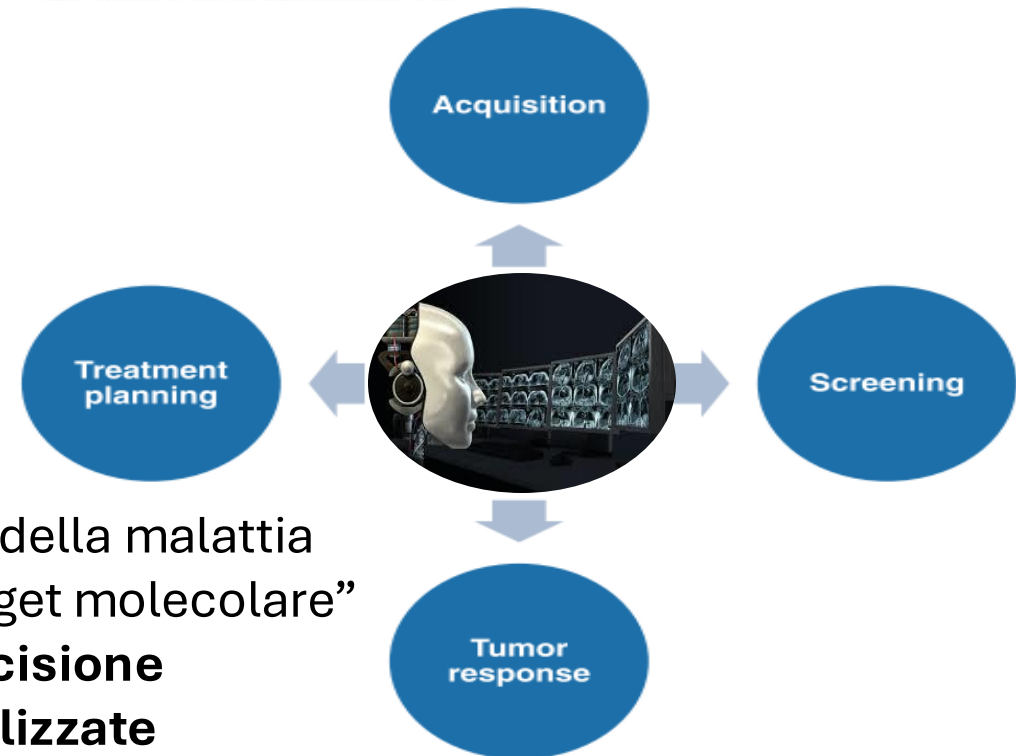 Acquisition
Treatment
planning
Screening
della malattia
get molecolare”
cisione
lizzate
Tumor
response